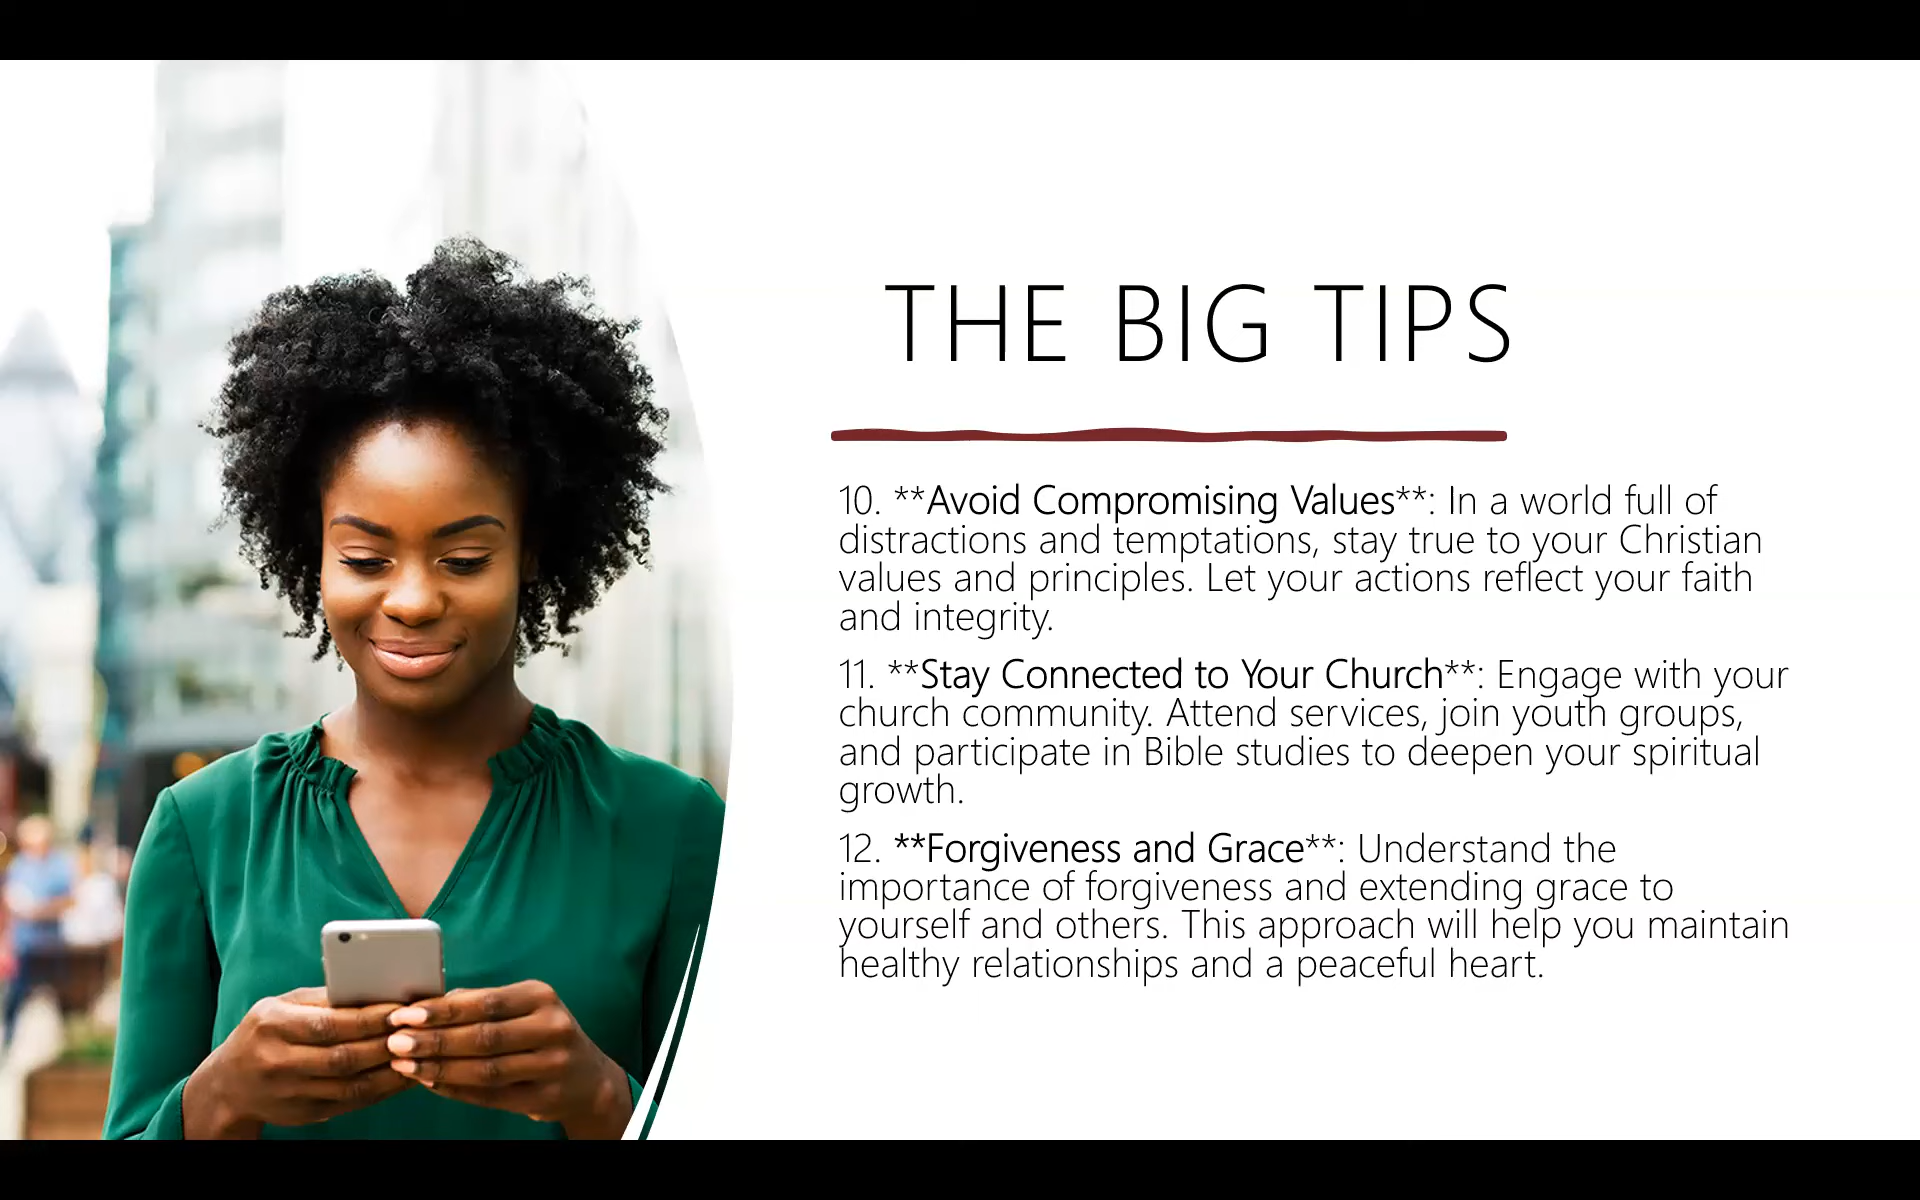 THE BIG TIPS
10. **Avoid Compromising Values**: In a world full of
distractions and temptations, stay true to your Christian
values and principles. Let your actions reflect your faith
and integrity.
11. **Stay Connected to Your Church**: Engage with your
church community. Attend services, join youth groups,
and participate in Bible studies to deepen your spiritual
growth.
12. **Forgiveness and Grace**: Understand the
importance of forgiveness and extending grace to
yourself and others. This approach will help you maintain
healthy relationships and a peaceful heart.